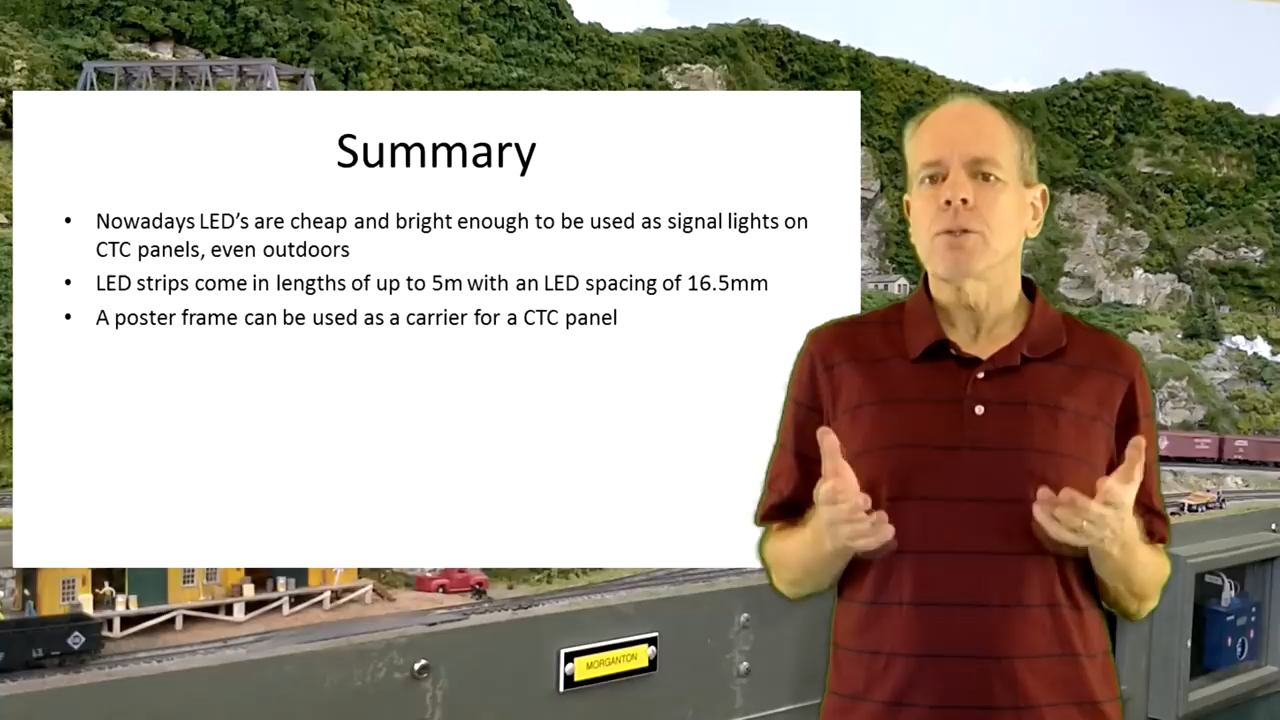 Summary
• Nowadays LED's are cheap and bright enough to be used as signal lights on
CTC panels, even outdoors
• LED strips come in lengths of up to 5m with an LED spacing of 16.5mm
• A poster frame can be used as a carrier for a CTC panel
MORGANTON